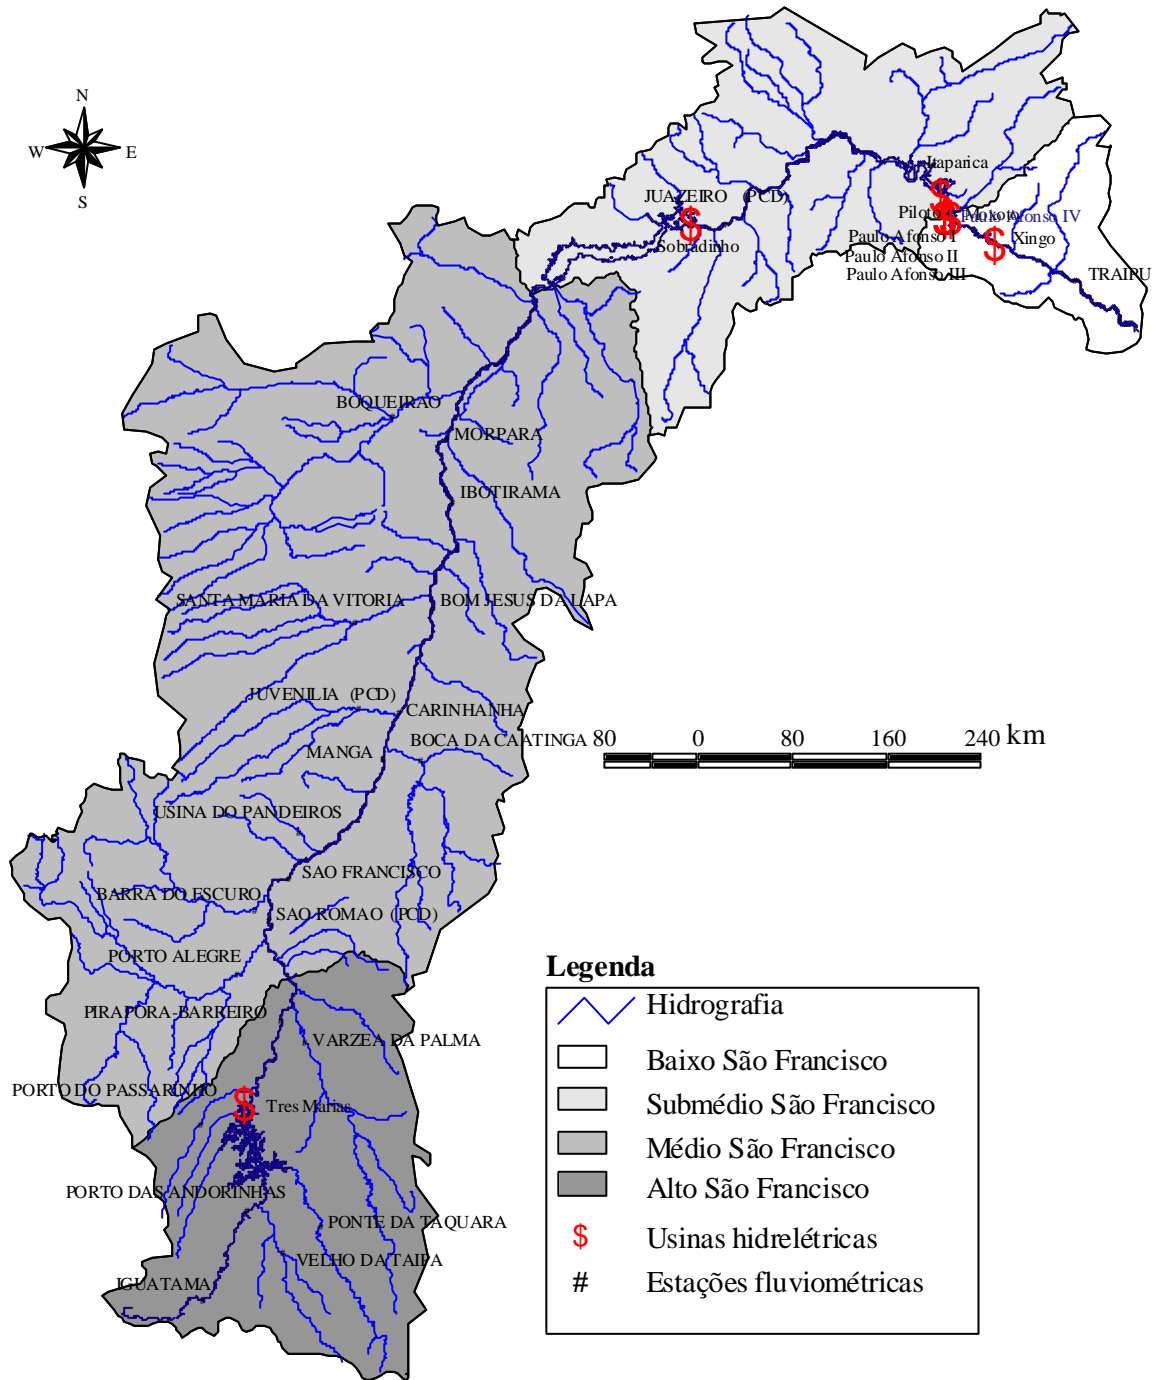 N
W
E
S
Itaparica
JUAZEIRO (PCD)
Piloto
Moxoto
Paulo Afonso IV
Sobradinho
Paulo Afonso I
Xingo
Paulo Afonso II
Paulo Afonso III
TRAIPU
BOQUEIRAO
MORPARA
IBOTIRAMA
SANTA MARIA DA VITORIA
BOM JESUS DA LAPA
JUVENILIA (PCD)
CARINHANHA
MANGA
BOCA DA CAATINGA
80 0 80 160 240 km
USINA DO PANDEIROS
SAO FRANCISCO
BARRA DO ESCURO
SAO ROMAO (PCD)
PORTO ALEGRE
PIRAPORA-BARREIRO
VARZEA DA PALMA
PORTO DO PASSARINHO
Tres Marias
PORTO DAS ANDORINHAS
PONTE DA TAQUARA
VELHO DA TAIPA
IGUATAMA
Legenda
Hidrografia
Baixo São Francisco
Submédio São Francisco
Médio São Francisco
Alto São Francisco
$ Usinas hidrelétricas
# Estações fluviométricas